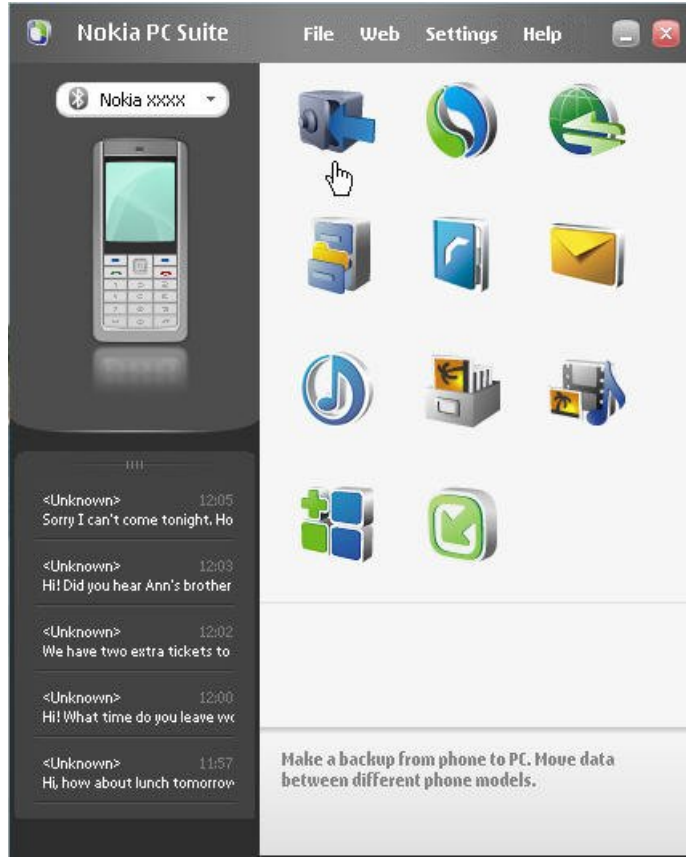 Nokia PC Suite
File Web Settings Help
Nokia xxxx
<Unknown> 12:05
Sorry I can't come tonight. Ho
<Unknown> 12:03
Hi! Did you hear Ann's brother
<Unknown> 12:02
We have two extra tickets to
<Unknown> 12:00
Hi! What time do you leave wo
<Unknown> 11:57
Hi, how about lunch tomorrow
Make a backup from phone to PC. Move data
between different phone models.